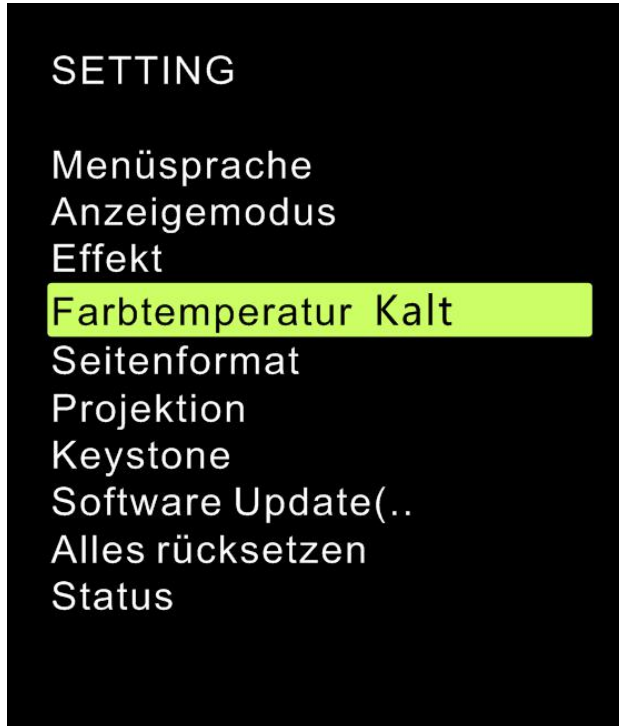 SETTING
Menüsprache
Anzeigemodus
Effekt
Farbtemperatur Kalt
Seitenformat
Projektion
Keystone
Software Update(..
Alles rücksetzen
Status